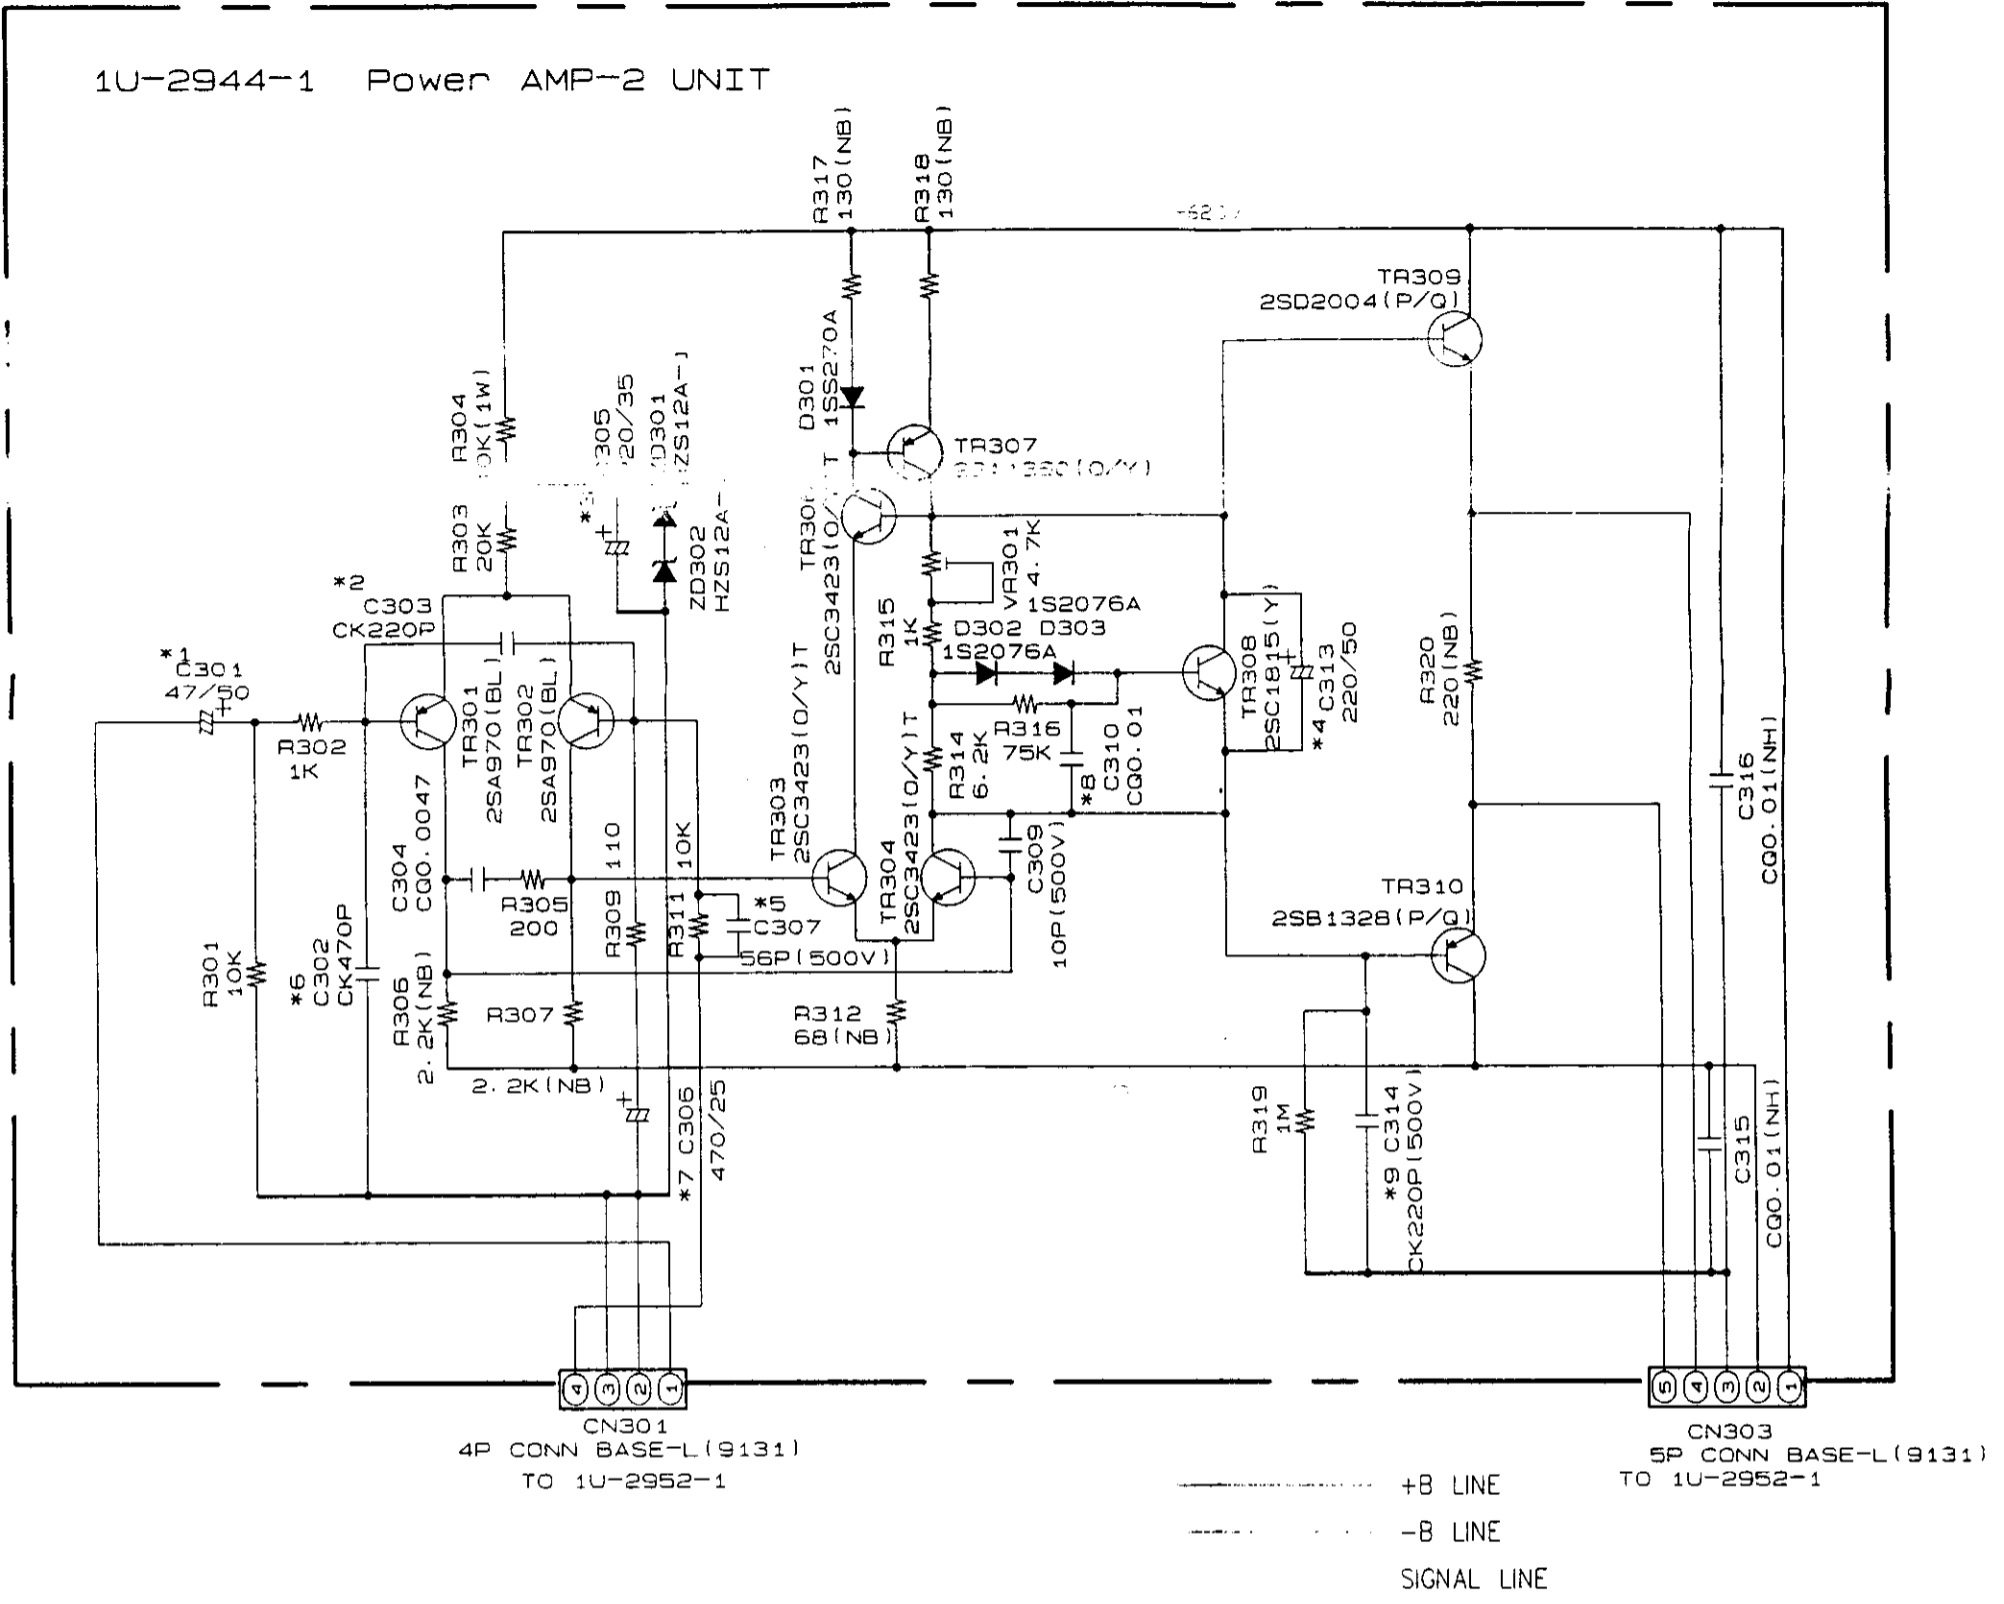 1U-2944-1 Power AMP-2 UNIT
R317
130(NB)
R318
130(NB)
TR309
2SD2004(P/Q)
D301
1SS270A
R304
R303
20K
ZD302
TR307
*2
C303
CK220P
*1
C301
47/50
R302
1K
TR301
2SA970(BL)
TR302
2SA970(BL)
VR301
4.7K
R315
1K
1S2076A
D302 D303
1S2076A
R316
75K
R314
6.2K
*8
C310
CQ0.01
TR308
2SC1815(Y)
*4 C313
220/50
R320
220(NB)
C316
CQ0.01(NH)
TR303
2SC3423(O/Y)T
TR304
2SC3423(O/Y)T
C304
CQ0.0047
R305
200
R309 110
R311 10K
*5
C307
56P(500V)
C309
10P(500V)
TR310
2SB1328(P/Q)
R301
10K
*6
C302
CK470P
R306
2.2K(NB)
R307
2.2K(NB)
R312
68(NB)
*7 C306
470/25
R319
1M
*9 C314
CK220P(500V)
C315
CQ0.01(NH)
4 3 2 1
CN301
4P CONN BASE-L(9131)
TO 1U-2952-1
5 4 3 2 1
CN303
5P CONN BASE-L(9131)
TO 1U-2952-1
+B LINE
-B LINE
SIGNAL LINE